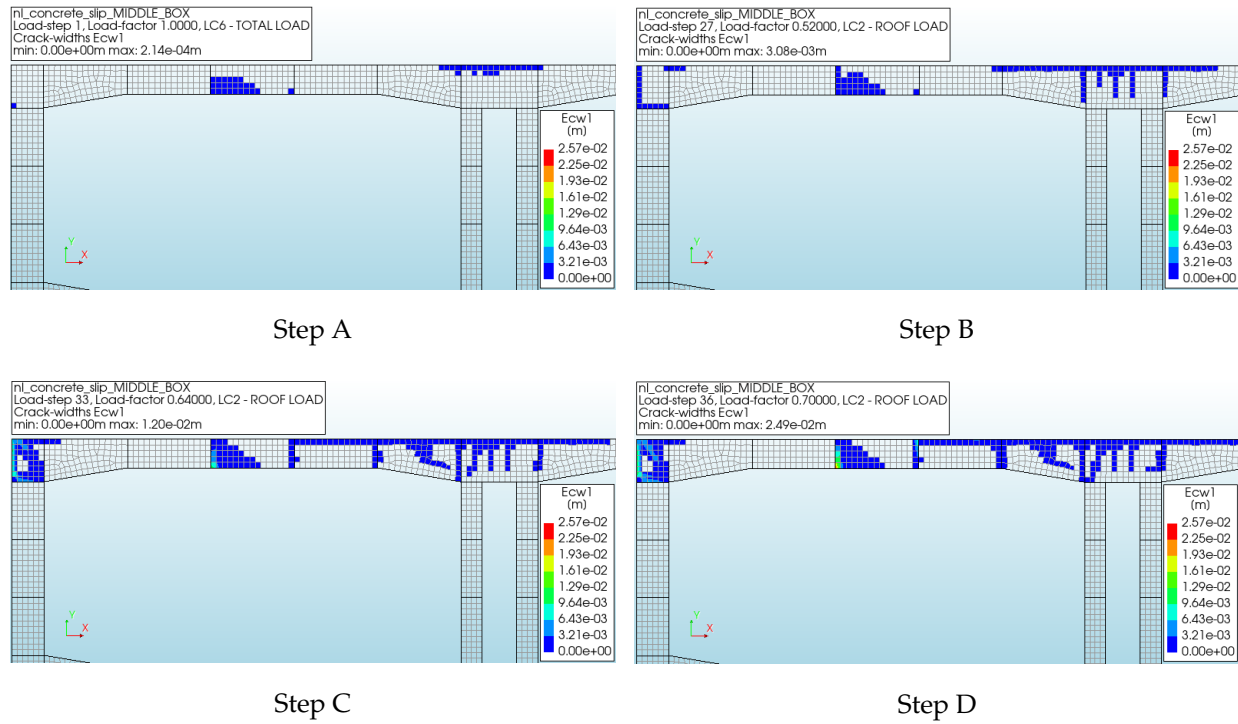 nl_concrete_slip_MIDDLE_BOX
Load-step 1, Load-factor 1.0000, LC6 - TOTAL LOAD
Crack-widths Ecw1
min: 0.00e+00m max: 2.14e-04m
Ecw1
(m)
2.57e-02
2.25e-02
1.93e-02
1.61e-02
1.29e-02
9.64e-03
6.43e-03
3.21e-03
0.00e+00
Y
X
Step A
nl_concrete_slip_MIDDLE_BOX
Load-step 27, Load-factor 0.52000, LC2 - ROOF LOAD
Crack-widths Ecw1
min: 0.00e+00m max: 3.08e-03m
Ecw1
(m)
2.57e-02
2.25e-02
1.93e-02
1.61e-02
1.29e-02
9.64e-03
6.43e-03
3.21e-03
0.00e+00
Y
X
Step B
nl_concrete_slip_MIDDLE_BOX
Load-step 33, Load-factor 0.64000, LC2 - ROOF LOAD
Crack-widths Ecw1
min: 0.00e+00m max: 1.20e-02m
Ecw1
(m)
2.57e-02
2.25e-02
1.93e-02
1.61e-02
1.29e-02
9.64e-03
6.43e-03
3.21e-03
0.00e+00
Y
X
Step C
nl_concrete_slip_MIDDLE_BOX
Load-step 36, Load-factor 0.70000, LC2 - ROOF LOAD
Crack-widths Ecw1
min: 0.00e+00m max: 2.49e-02m
Ecw1
(m)
2.57e-02
2.25e-02
1.93e-02
1.61e-02
1.29e-02
9.64e-03
6.43e-03
3.21e-03
0.00e+00
Y
X
Step D